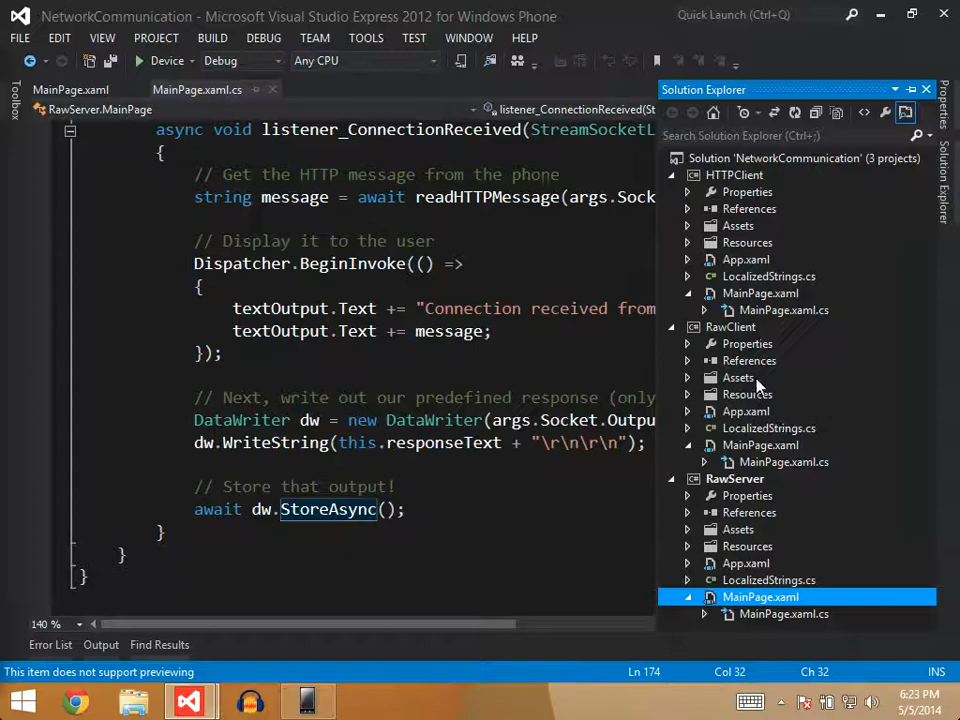 NetworkCommunication - Microsoft Visual Studio Express 2012 for Windows Phone
Quick Launch (Ctrl+Q)
FILE EDIT VIEW PROJECT BUILD DEBUG TEAM TOOLS TEST WINDOW HELP
Device Debug Any CPU
MainPage.xaml MainPage.xaml.cs
RawServer.MainPage listener_ConnectionReceived(St
Toolbox
async void listener_ConnectionReceived(StreamSocketL
{
// Get the HTTP message from the phone
string message = await readHTTPMessage(args.Sock
// Display it to the user
Dispatcher.BeginInvoke(() =>
{
textOutput.Text += "Connection received from
textOutput.Text += message;
});
// Next, write out our predefined response (only
DataWriter dw = new DataWriter(args.Socket.Outpu
dw.WriteString(this.responseText + "\r\n\r\n");
// Store that output!
await dw.StoreAsync();
}
}
}
140 %
Solution Explorer
Search Solution Explorer (Ctrl+;)
Solution 'NetworkCommunication' (3 projects)
HTTPClient
Properties
References
Assets
Resources
App.xaml
LocalizedStrings.cs
MainPage.xaml
MainPage.xaml.cs
RawClient
Properties
References
Assets
Resources
App.xaml
LocalizedStrings.cs
MainPage.xaml
MainPage.xaml.cs
RawServer
Properties
References
Assets
Resources
App.xaml
LocalizedStrings.cs
MainPage.xaml
MainPage.xaml.cs
Properties
Solution Explorer
Error List Output Find Results
This item does not support previewing Ln 174 Col 32 Ch 32 INS
6:23 PM
5/5/2014